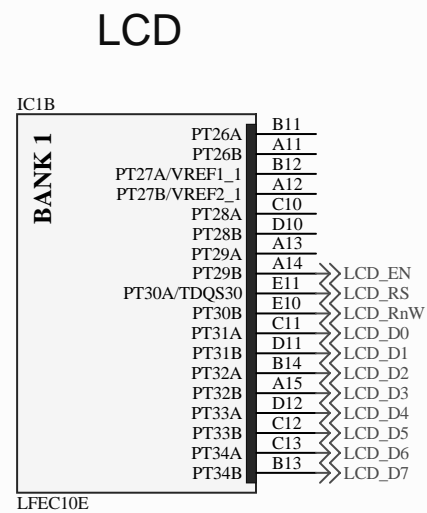 LCD
IC1B
BANK 1
PT26A B11
PT26B A11
PT27A/VREF1_1 B12
PT27B/VREF2_1 A12
PT28A C10
PT28B D10
PT29A A13
PT29B A14 LCD_EN
PT30A/TDQS30 E11 LCD_RS
PT30B E10 LCD_RnW
PT31A C11 LCD_D0
PT31B D11 LCD_D1
PT32A B14 LCD_D2
PT32B A15 LCD_D3
PT33A D12 LCD_D4
PT33B C12 LCD_D5
PT34A C13 LCD_D6
PT34B B13 LCD_D7
LFEC10E